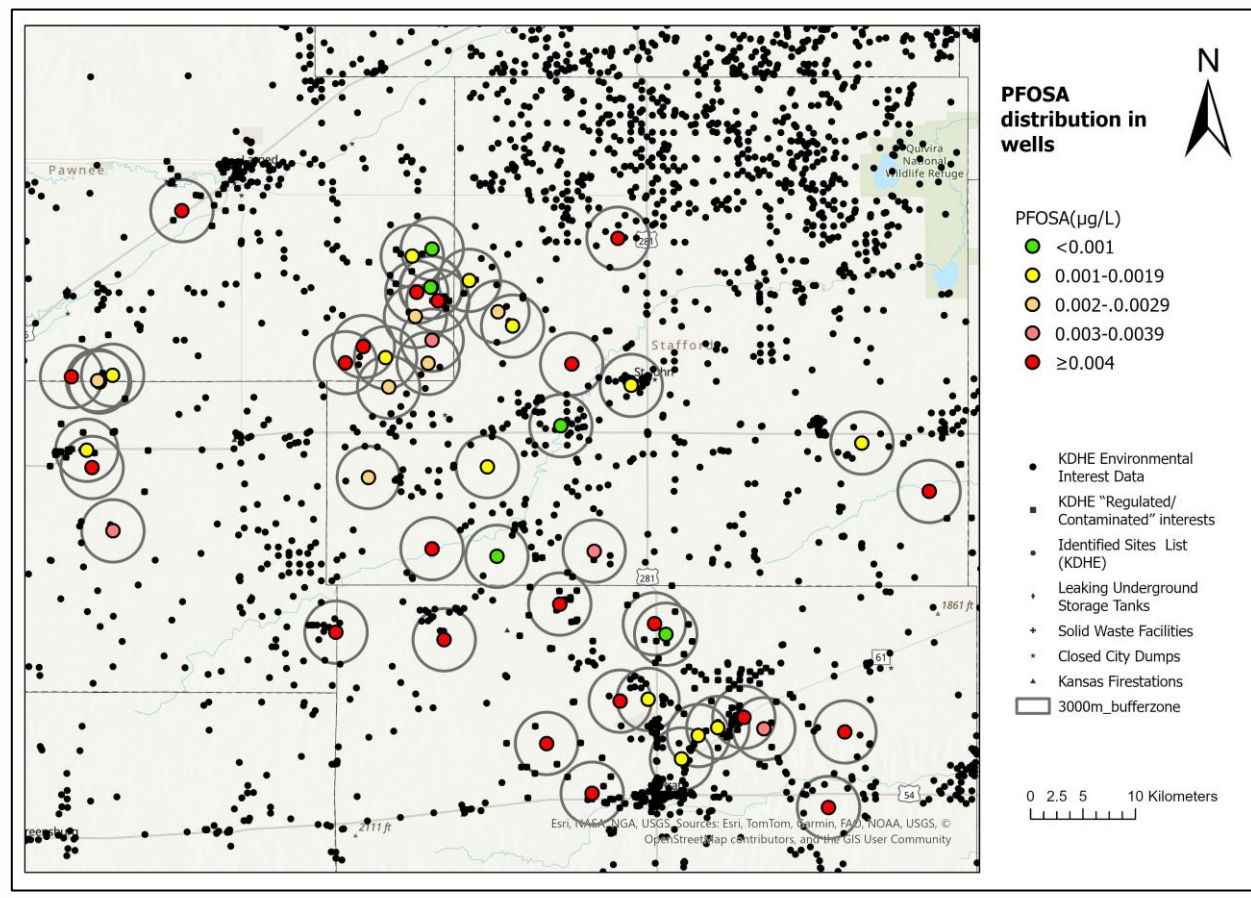 N
PFOSA
distribution in
wells
PFOSA(µg/L)
<0.001
0.001-0.0019
0.002-.0.0029
0.003-0.0039
≥0.004
KDHE Environmental
Interest Data
KDHE “Regulated/
Contaminated” interests
Identified Sites List
(KDHE)
Leaking Underground
Storage Tanks
Solid Waste Facilities
Closed City Dumps
Kansas Firestations
3000m_bufferzone
0 2.5 5 10 Kilometers
Pawnee
Quivira
National
Wildlife Refuge
281
Stafford
281
1861 ft
61
54
2111 ft
Esri, NASA, NGA, USGS, Sources: Esri, TomTom, Garmin, FAO, NOAA, USGS, ©
OpenStreetMap contributors, and the GIS User Community